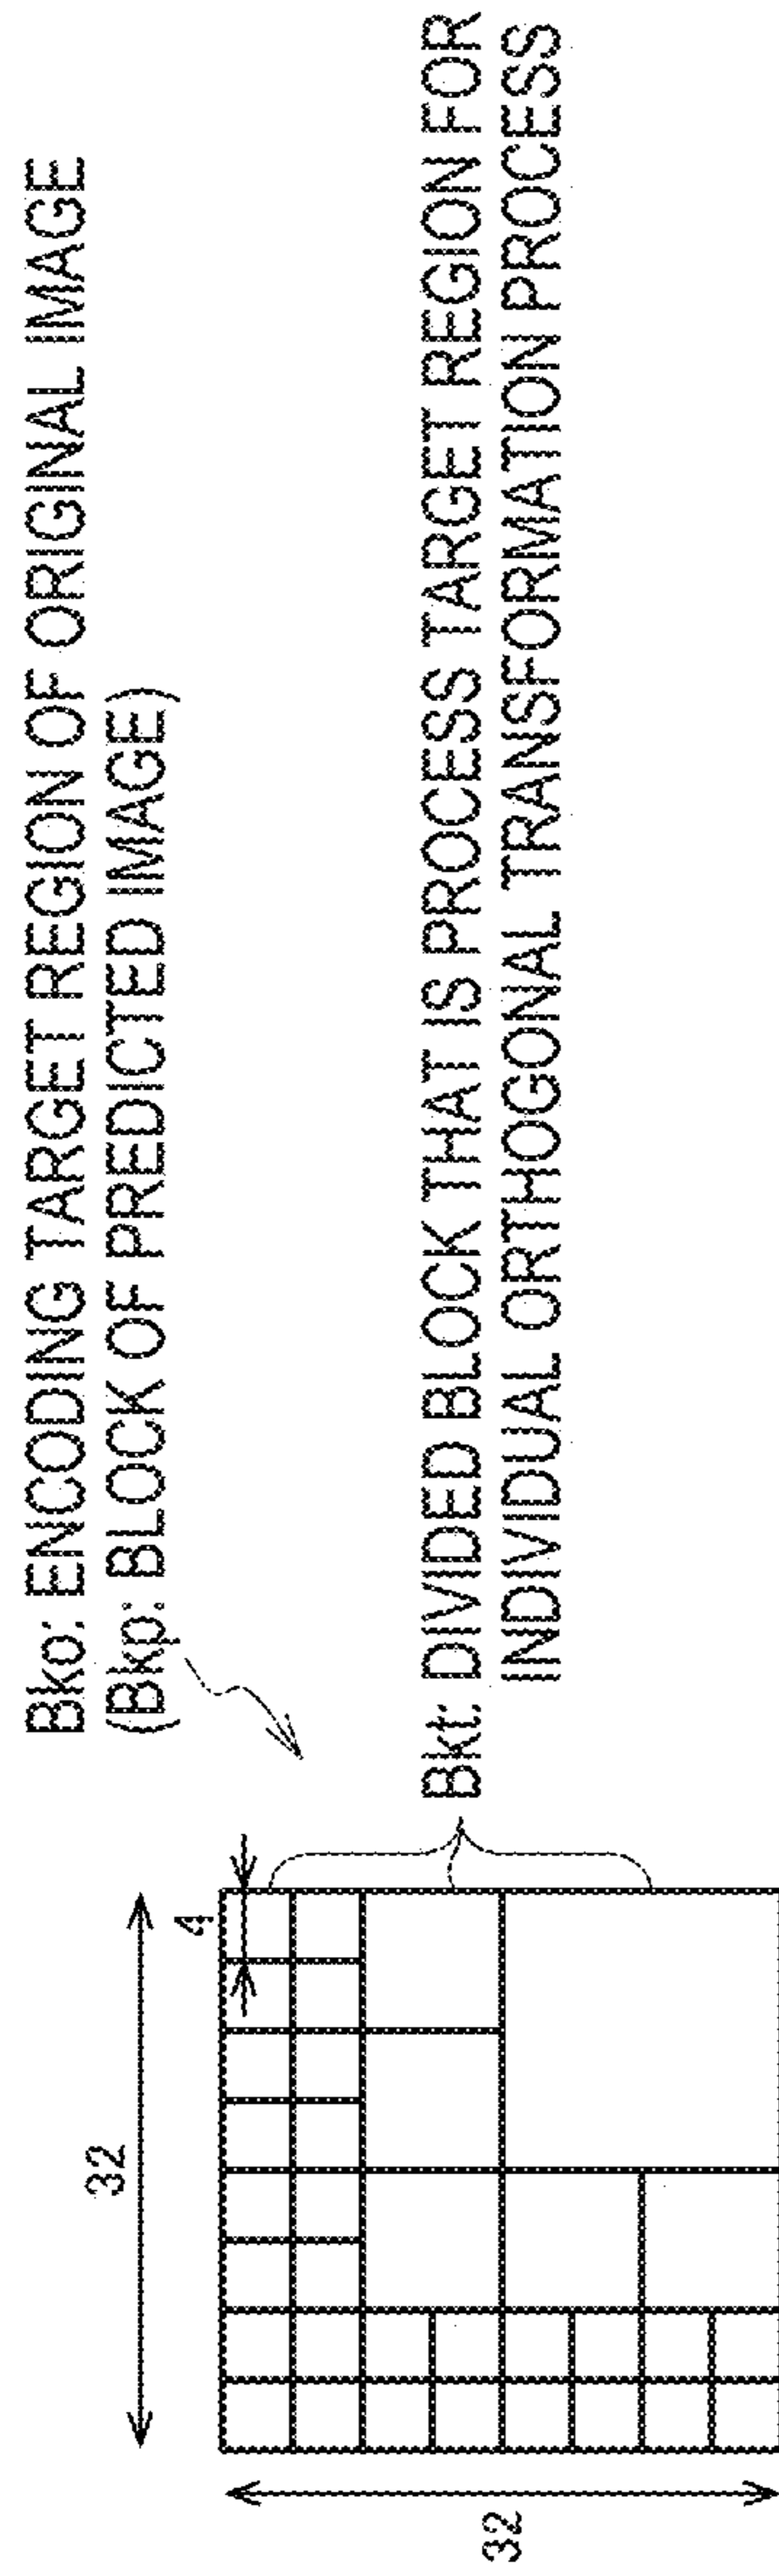 Bko: ENCODING TARGET REGION OF ORIGINAL IMAGE
(Bkp: BLOCK OF PREDICTED IMAGE)
Bkt: DIVIDED BLOCK THAT IS PROCESS TARGET REGION FOR
INDIVIDUAL ORTHOGONAL TRANSFORMATION PROCESS
32
4
32